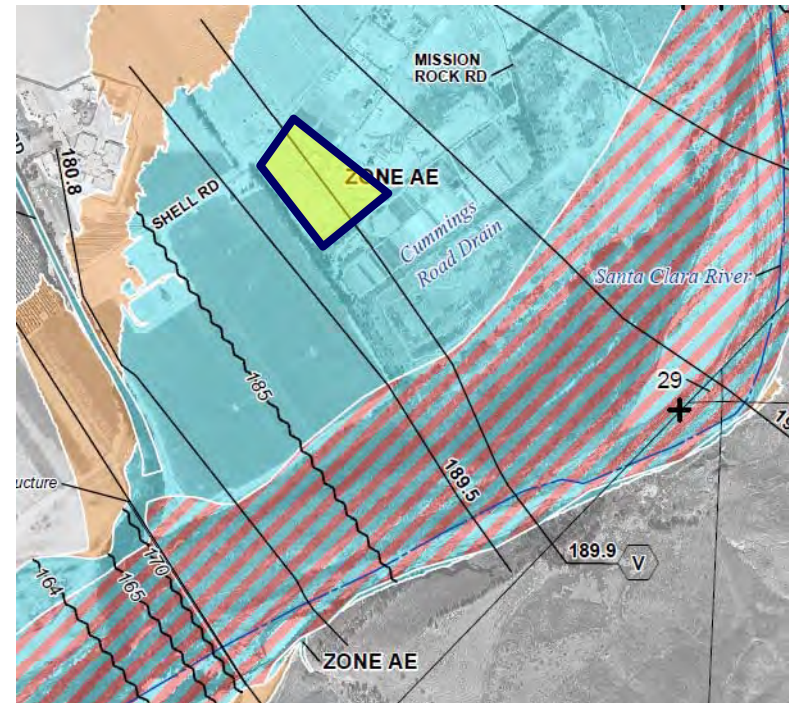 MISSION
ROCK RD
180.8
ZONE AE
SHELL RD
Cummings
Road Drain
Santa Clara River
29
185
189.5
ucture
189.9
V
170
165
164
ZONE AE